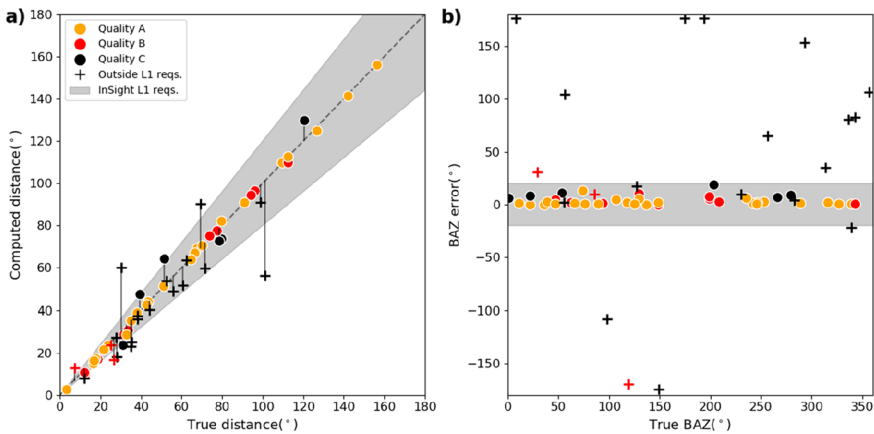 a)
180
160
140
120
100
80
60
40
20
0
0 20 40 60 80 100 120 140 160 180
Computed distance(°)
True distance(°)
Quality A
Quality B
Quality C
Outside L1 reqs.
InSight L1 reqs.
b)
150
100
50
0
−50
−100
−150
0 50 100 150 200 250 300 350
BAZ error(°)
True BAZ(°)